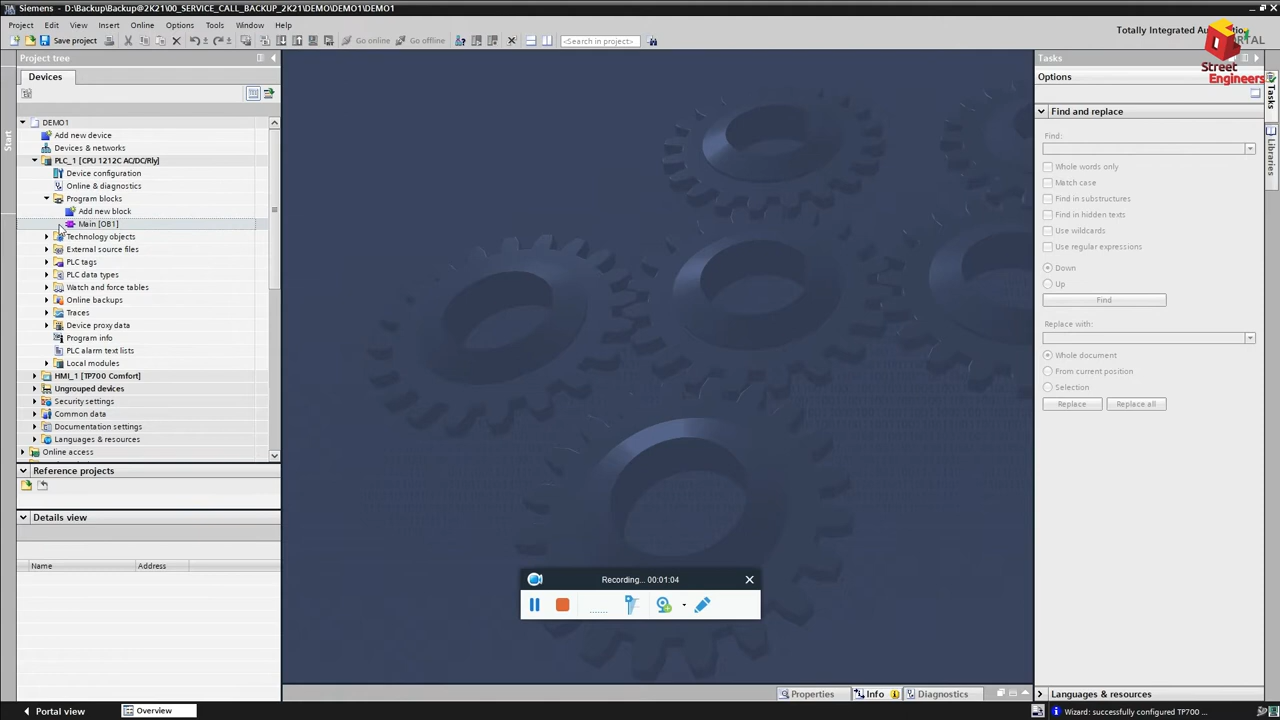 Siemens - D:\Backup\Backup@2K21\00_SERVICE_CALL_BACKUP_2K21\DEMO\DEMO1\DEMO1
Project Edit View Insert Online Options Tools Window Help
Totally Integrated
PORTAL
Save project
Go online
Go offline
<Search in project>
Street
Engineers
Project tree
Devices
Start
DEMO1
Add new device
Devices & networks
PLC_1 [CPU 1212C AC/DC/Rly]
Device configuration
Online & diagnostics
Program blocks
Add new block
Main [OB1]
Technology objects
External source files
PLC tags
PLC data types
Watch and force tables
Online backups
Traces
Device proxy data
Program info
PLC alarm text lists
Local modules
HMI_1 [TP700 Comfort]
Ungrouped devices
Security settings
Common data
Documentation settings
Languages & resources
Online access
Reference projects
Details view
Name Address
Recording... 00:01:04
Properties Info Diagnostics
Tasks
Options
Find and replace
Find:
Whole words only
Match case
Find in substructures
Find in hidden texts
Use wildcards
Use regular expressions
Down
Up
Find
Replace with:
Whole document
From current position
Selection
Replace Replace all
Languages & resources
Tasks
Libraries
Portal view Overview
Wizard: successfully configured TP700 ...